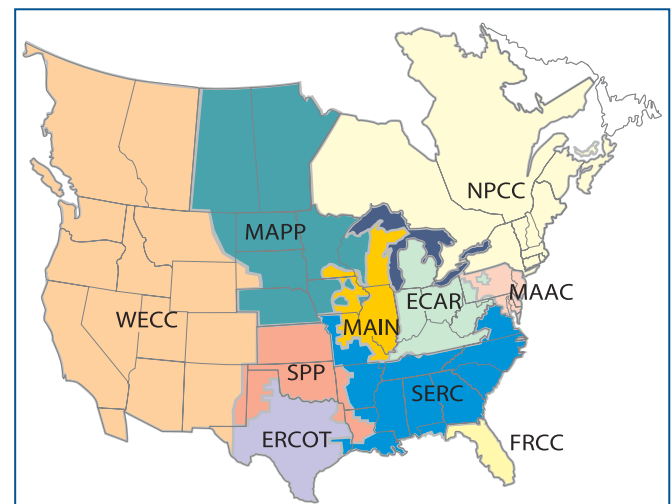 NPCC
MAPP
MAAC
ECAR
WECC
MAIN
SPP
SERC
ERCOT
FRCC